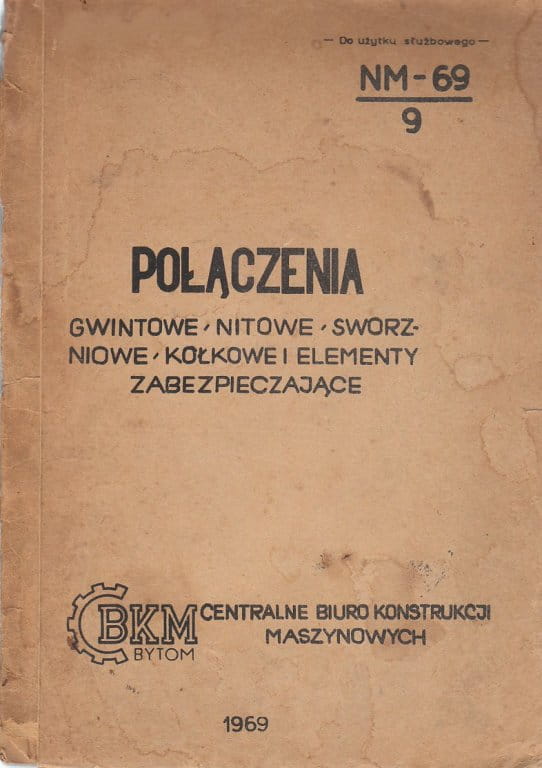 — Do użytku służbowego —
NM-69
9
POŁĄCZENIA
GWINTOWE, NITOWE, SWORZ-
NIOWE, KOŁKOWE I ELEMENTY
ZABEZPIECZAJĄCE
CBKM
BYTOM
CENTRALNE BIURO KONSTRUKCJI
MASZYNOWYCH
1969